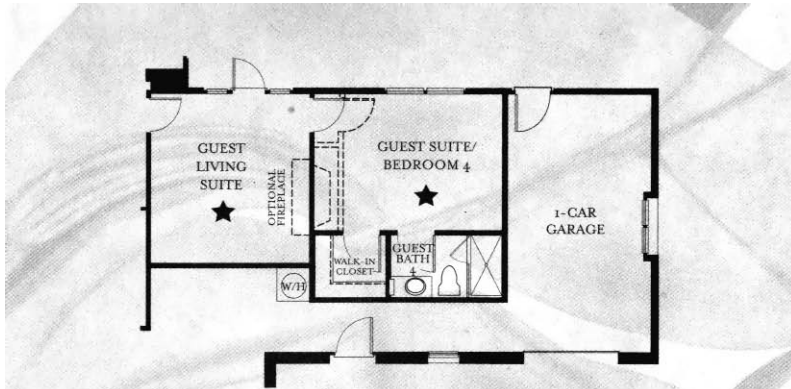 GUEST
LIVING
SUITE
OPTIONAL
FIREPLACE
GUEST SUITE/
BEDROOM 4
1-CAR
GARAGE
WALK-IN
CLOSET
GUEST
BATH
4
W/H